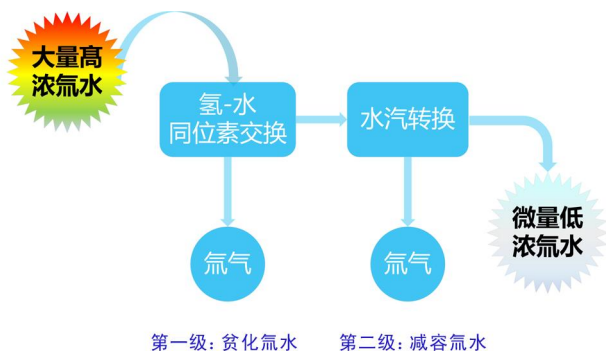 大量高
浓氚水
氢-水
同位素交换
水汽转换
氚气
氚气
微量低
浓氚水
第一级：贫化氚水
第二级：减容氚水